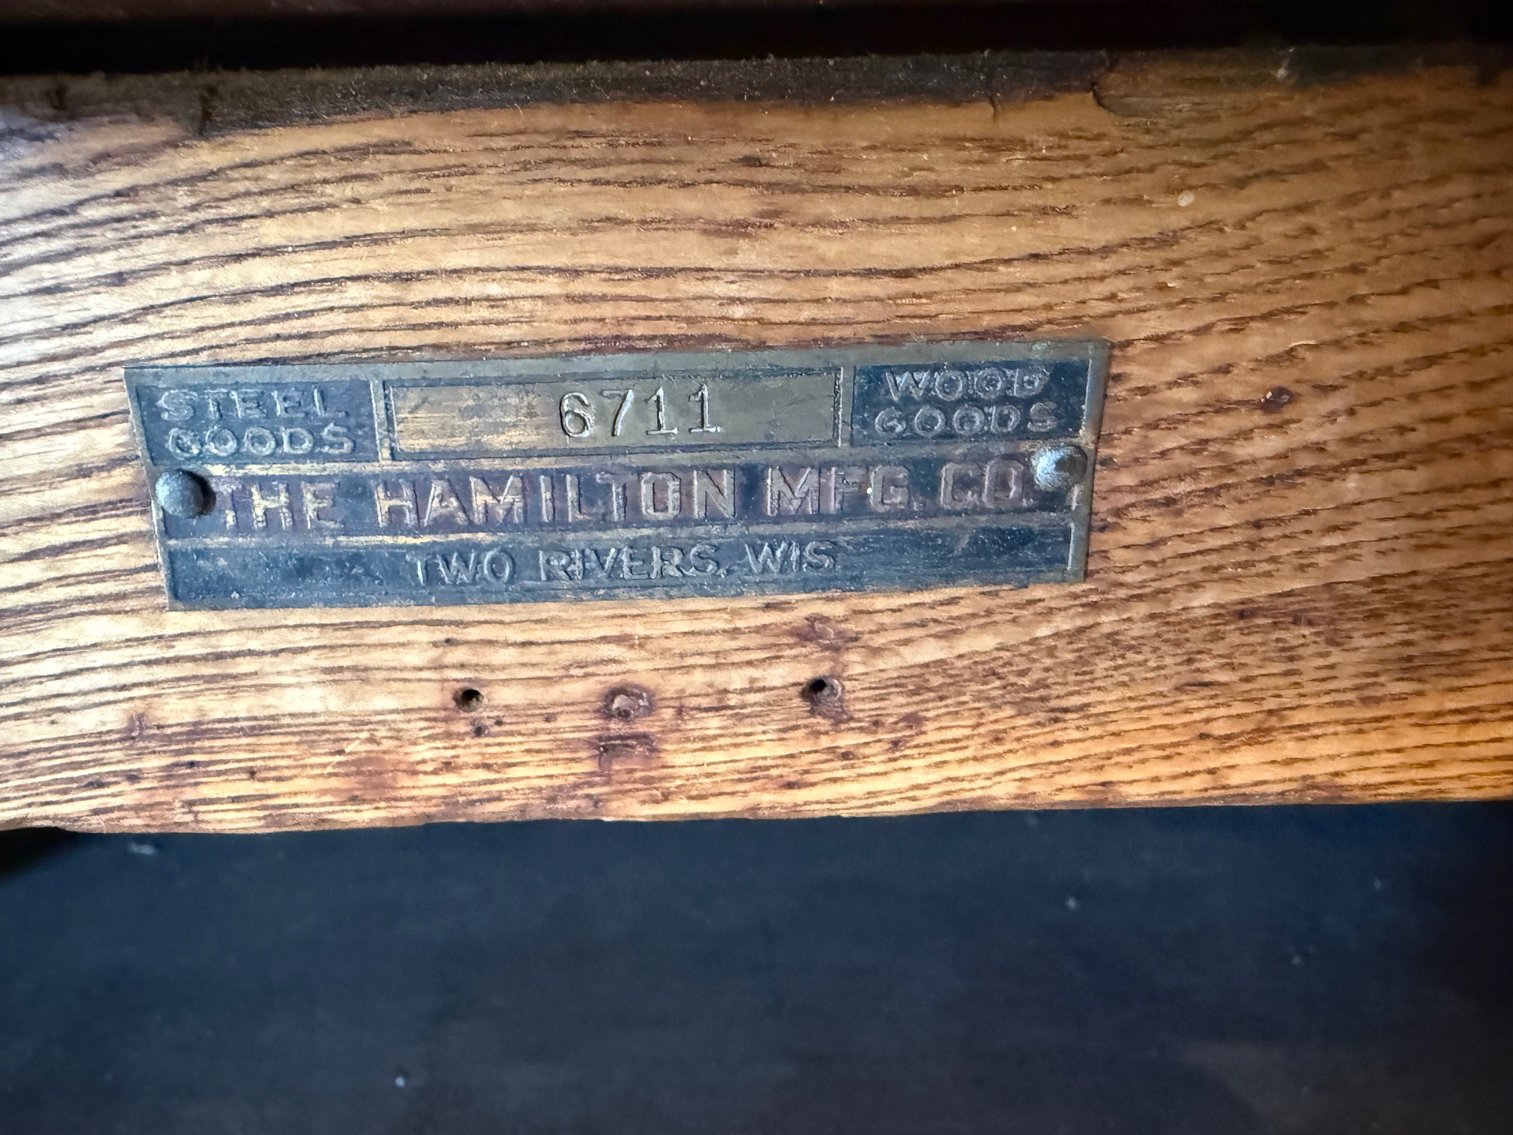 STEEL GOODS
6711
WOOD GOODS
THE HAMILTON MFG. CO.
TWO RIVERS, WIS.